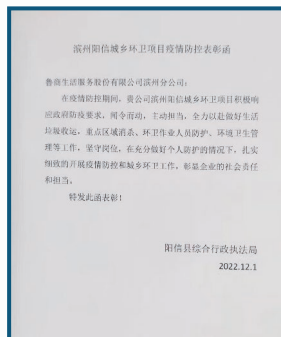 滨州阳信城乡环卫项目疫情防控表彰函
鲁商生活服务股份有限公司滨州分公司：
在疫情防控期间，贵公司滨州阳信城乡环卫项目积极响
应政府防疫要求，闻令而动，主动担当，全力以赴做好生活
垃圾收运、重点区域消杀、环卫作业人员防护、环境卫生管
理等工作，坚守岗位，在充分做好个人防护的情况下，扎实
细致的开展疫情防控和城乡环卫工作，彰显企业的社会责任
和担当。
特发此函表彰！
阳信县综合行政执法局
2022.12.1